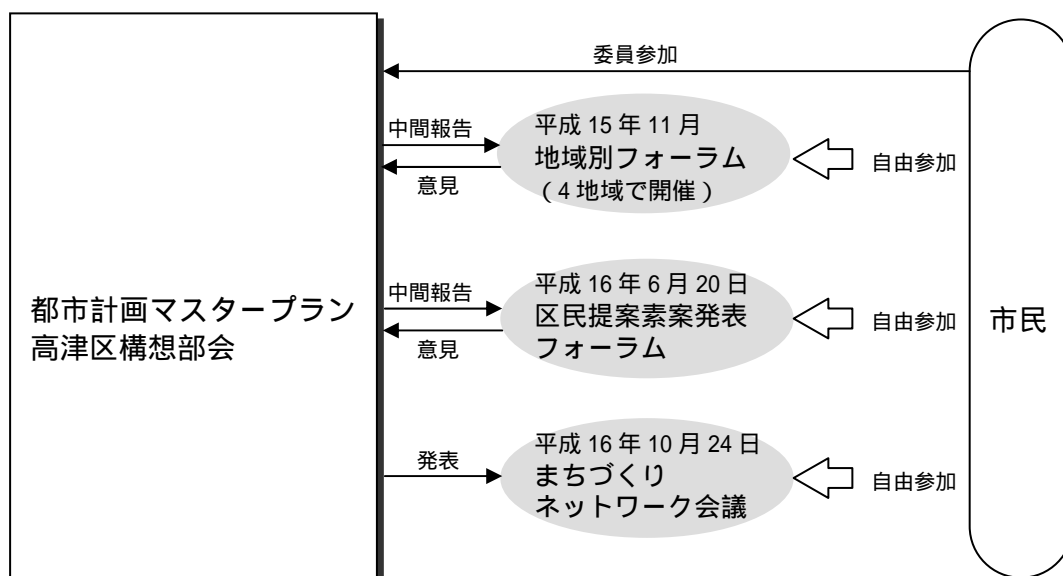 委員参加
中間報告
意見
平成 15 年 11 月
地域別フォーラム
（4 地域で開催）
自由参加
都市計画マスタープラン
高津区構想部会
中間報告
意見
平成 16 年 6 月 20 日
区民提案素案発表
フォーラム
自由参加
市民
発表
平成 16 年 10 月 24 日
まちづくり
ネットワーク会議
自由参加